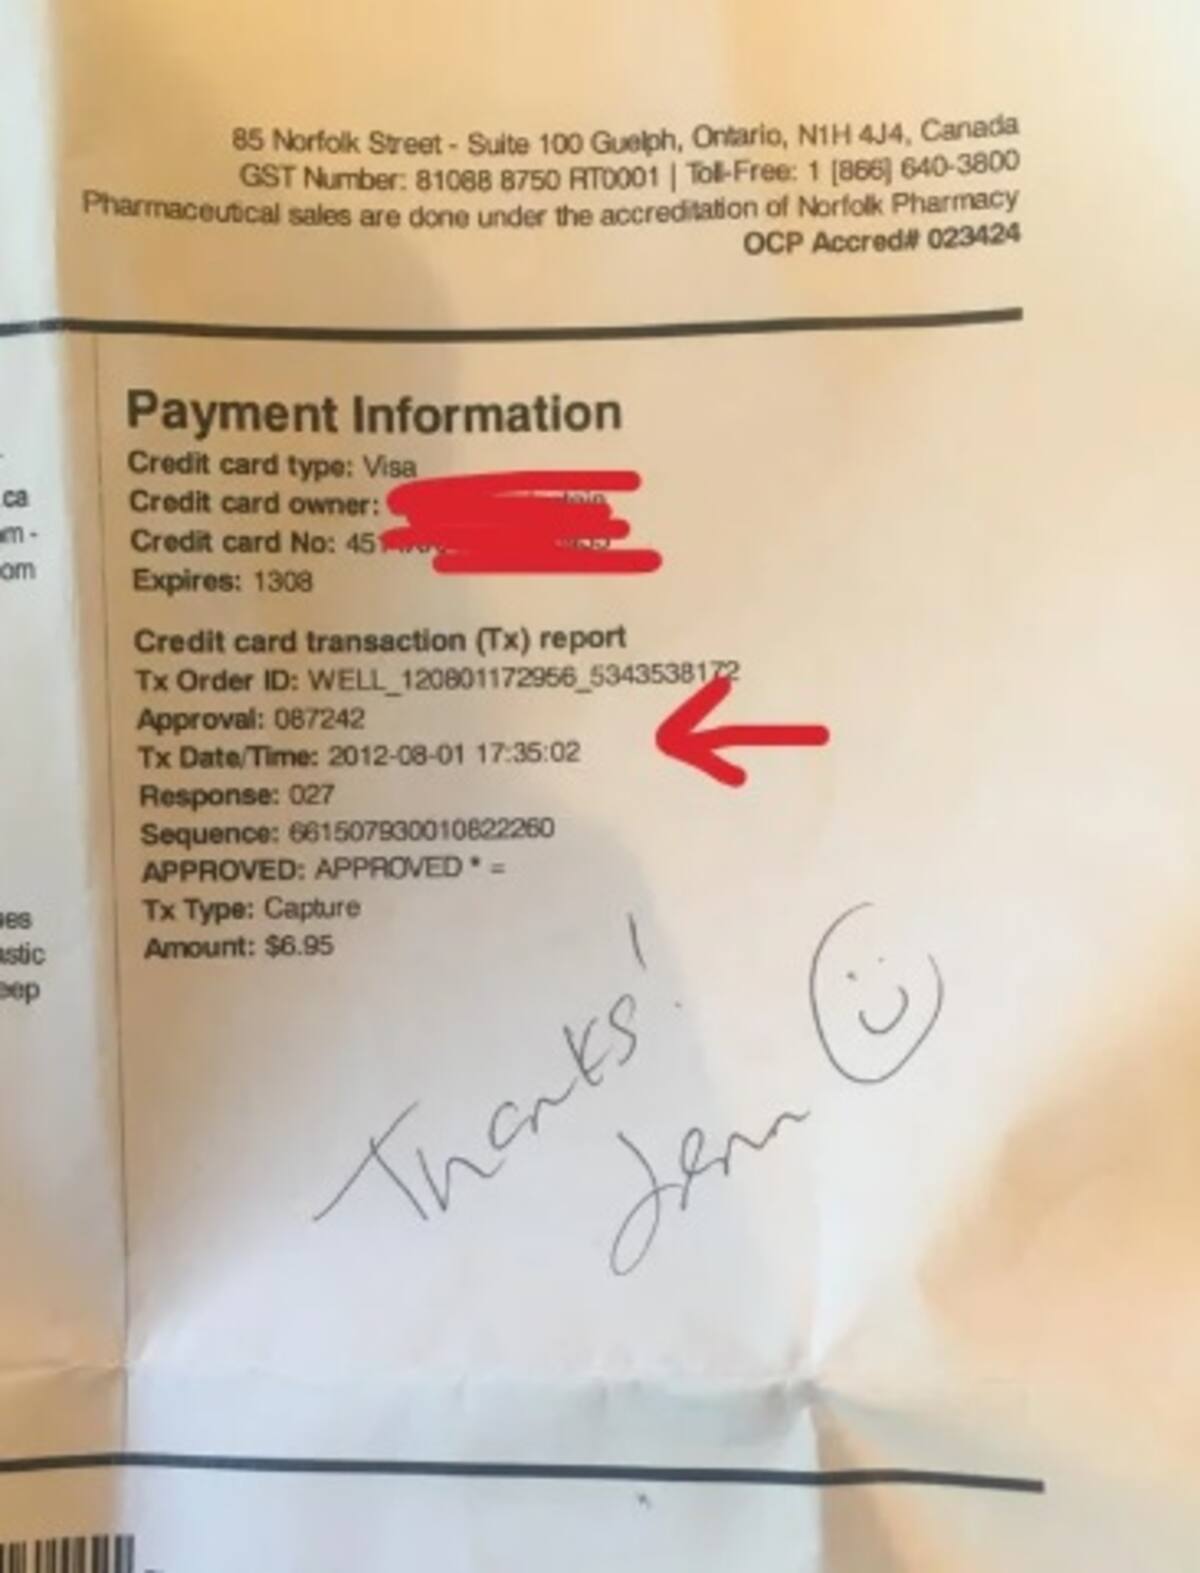 85 Norfolk Street - Suite 100 Guelph, Ontario, N1H 4J4, Canada
GST Number: 81088 8750 RT0001 | Toll-Free: 1 [866] 640-3800
Pharmaceutical sales are done under the accreditation of Norfolk Pharmacy
OCP Accred# 023424
ca
om
Payment Information
Credit card type: Visa
Credit card owner:
Credit card No: 451
Expires: 1308
Credit card transaction (Tx) report
Tx Order ID: WELL_120801172956_5343538172
Approval: 087242
Tx Date/Time: 2012-08-01 17:35:02
Response: 027
Sequence: 661507930010822260
APPROVED: APPROVED * =
Tx Type: Capture
Amount: $6.95
Thanks!
Jenn